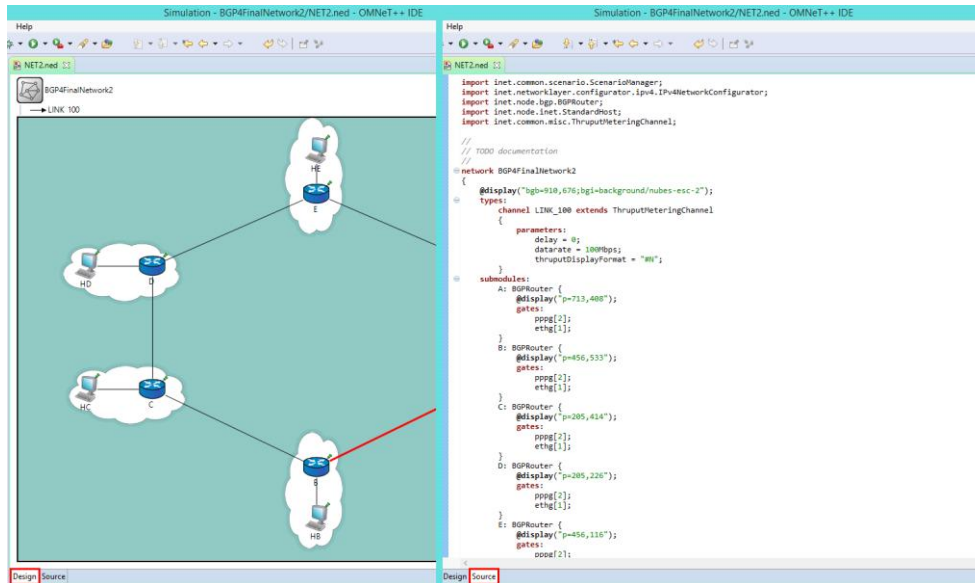 Simulation - BGP4FinalNetwork2/NET2.ned - OMNeT++ IDE
Help
NET2.ned
BGP4FinalNetwork2
LINK_100
HE
E
HD
D
HC
C
B
HB
Design Source
Simulation - BGP4FinalNetwork2/NET2.ned - OMNeT++ IDE
Help
NET2.ned
import inet.common.scenario.ScenarioManager;
import inet.networklayer.configurator.ipv4.IPv4NetworkConfigurator;
import inet.node.bgp.BGPRouter;
import inet.node.inet.StandardHost;
import inet.common.misc.ThruputMeteringChannel;
//
// TODO documentation
//
network BGP4FinalNetwork2
{
@display("bgb=910,676;bgi=background/nubes-esc-2");
types:
channel LINK_100 extends ThruputMeteringChannel
{
parameters:
delay = 0;
datarate = 100Mbps;
thruputDisplayFormat = "#N";
}
submodules:
A: BGPRouter {
@display("p=713,408");
gates:
pppg[2];
ethg[1];
}
B: BGPRouter {
@display("p=456,533");
gates:
pppg[2];
ethg[1];
}
C: BGPRouter {
@display("p=205,414");
gates:
pppg[2];
ethg[1];
}
D: BGPRouter {
@display("p=205,226");
gates:
pppg[2];
ethg[1];
}
E: BGPRouter {
@display("p=456,116");
gates:
pppg[2];
Design Source